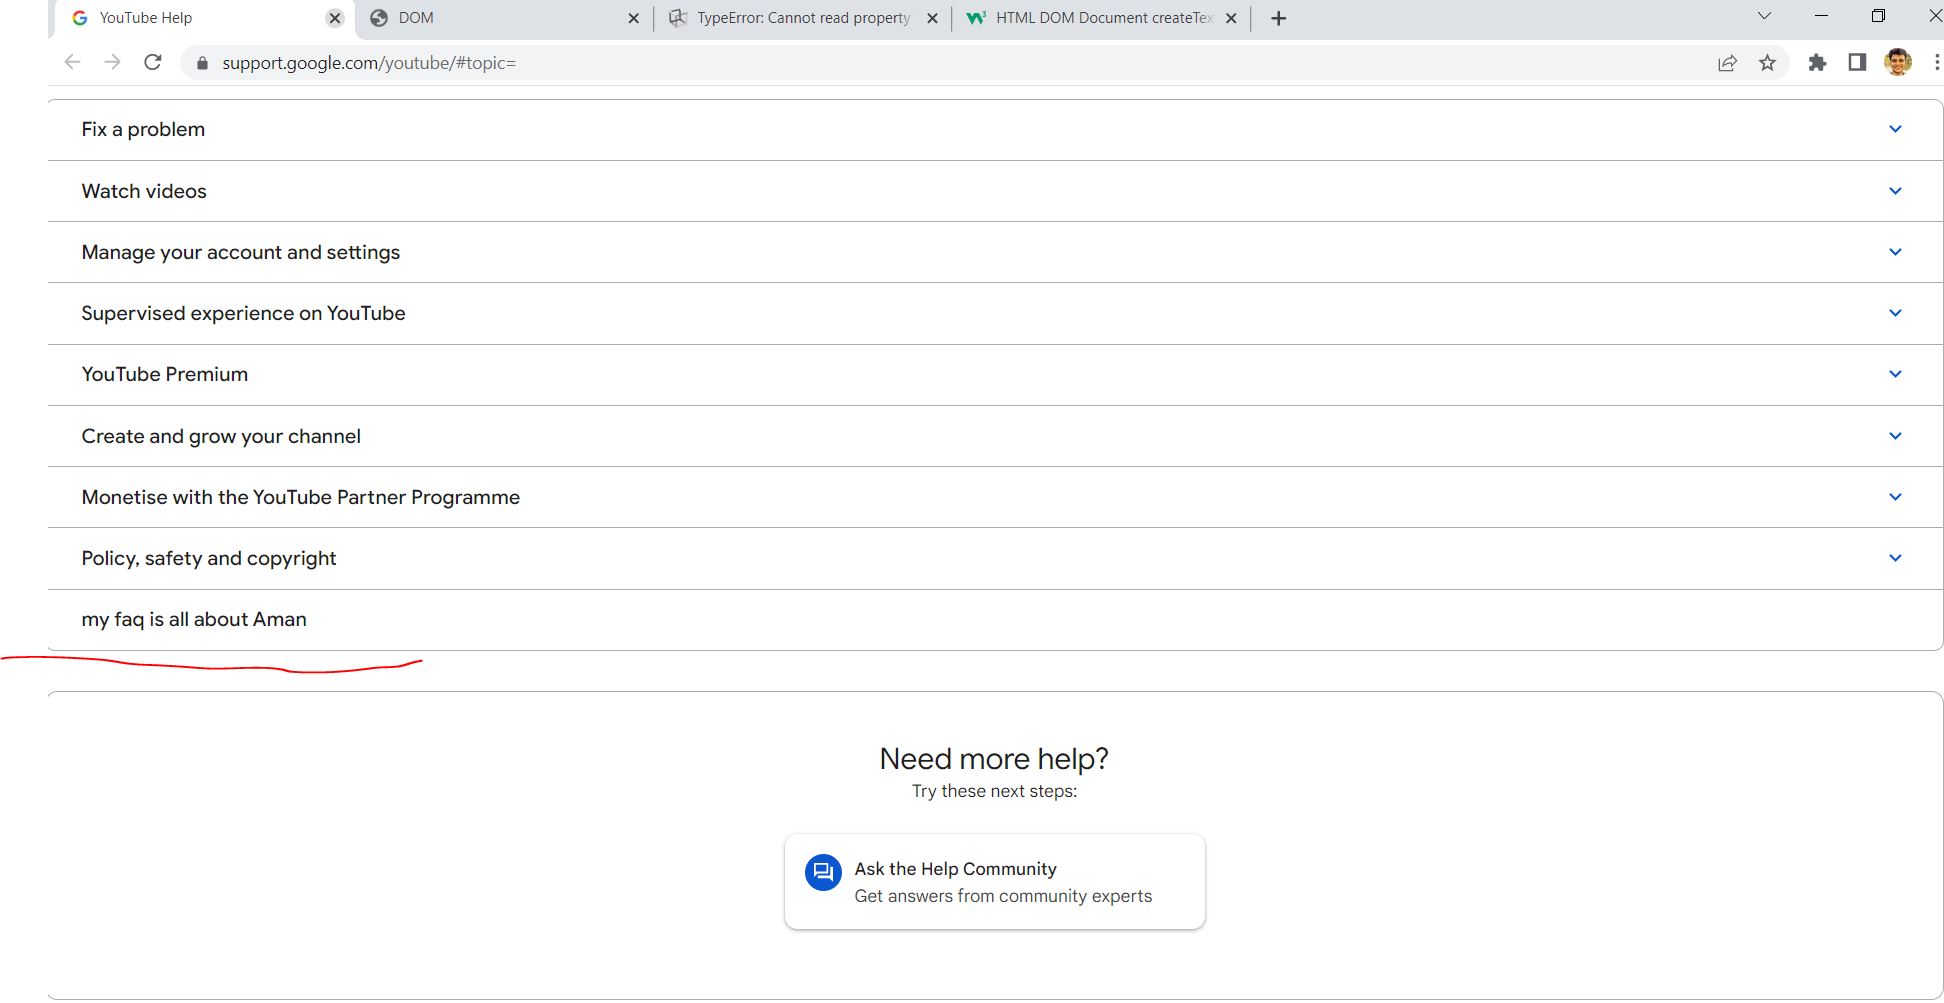 YouTube Help
DOM
TypeError: Cannot read property
HTML DOM Document createTex
support.google.com/youtube/#topic=
Fix a problem
Watch videos
Manage your account and settings
Supervised experience on YouTube
YouTube Premium
Create and grow your channel
Monetise with the YouTube Partner Programme
Policy, safety and copyright
my faq is all about Aman
Need more help?
Try these next steps:
Ask the Help Community
Get answers from community experts